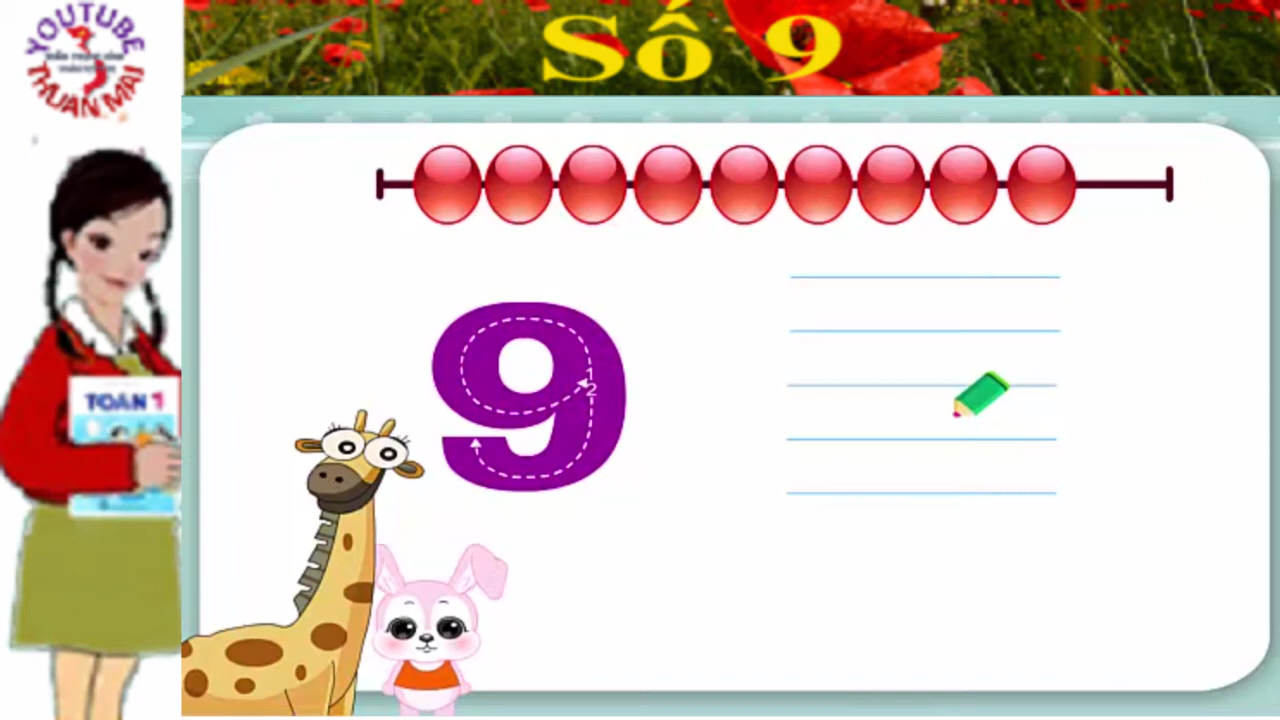 YOUTUBE
THUAN MAI
Số 9
TOÁN 1
9
1
2